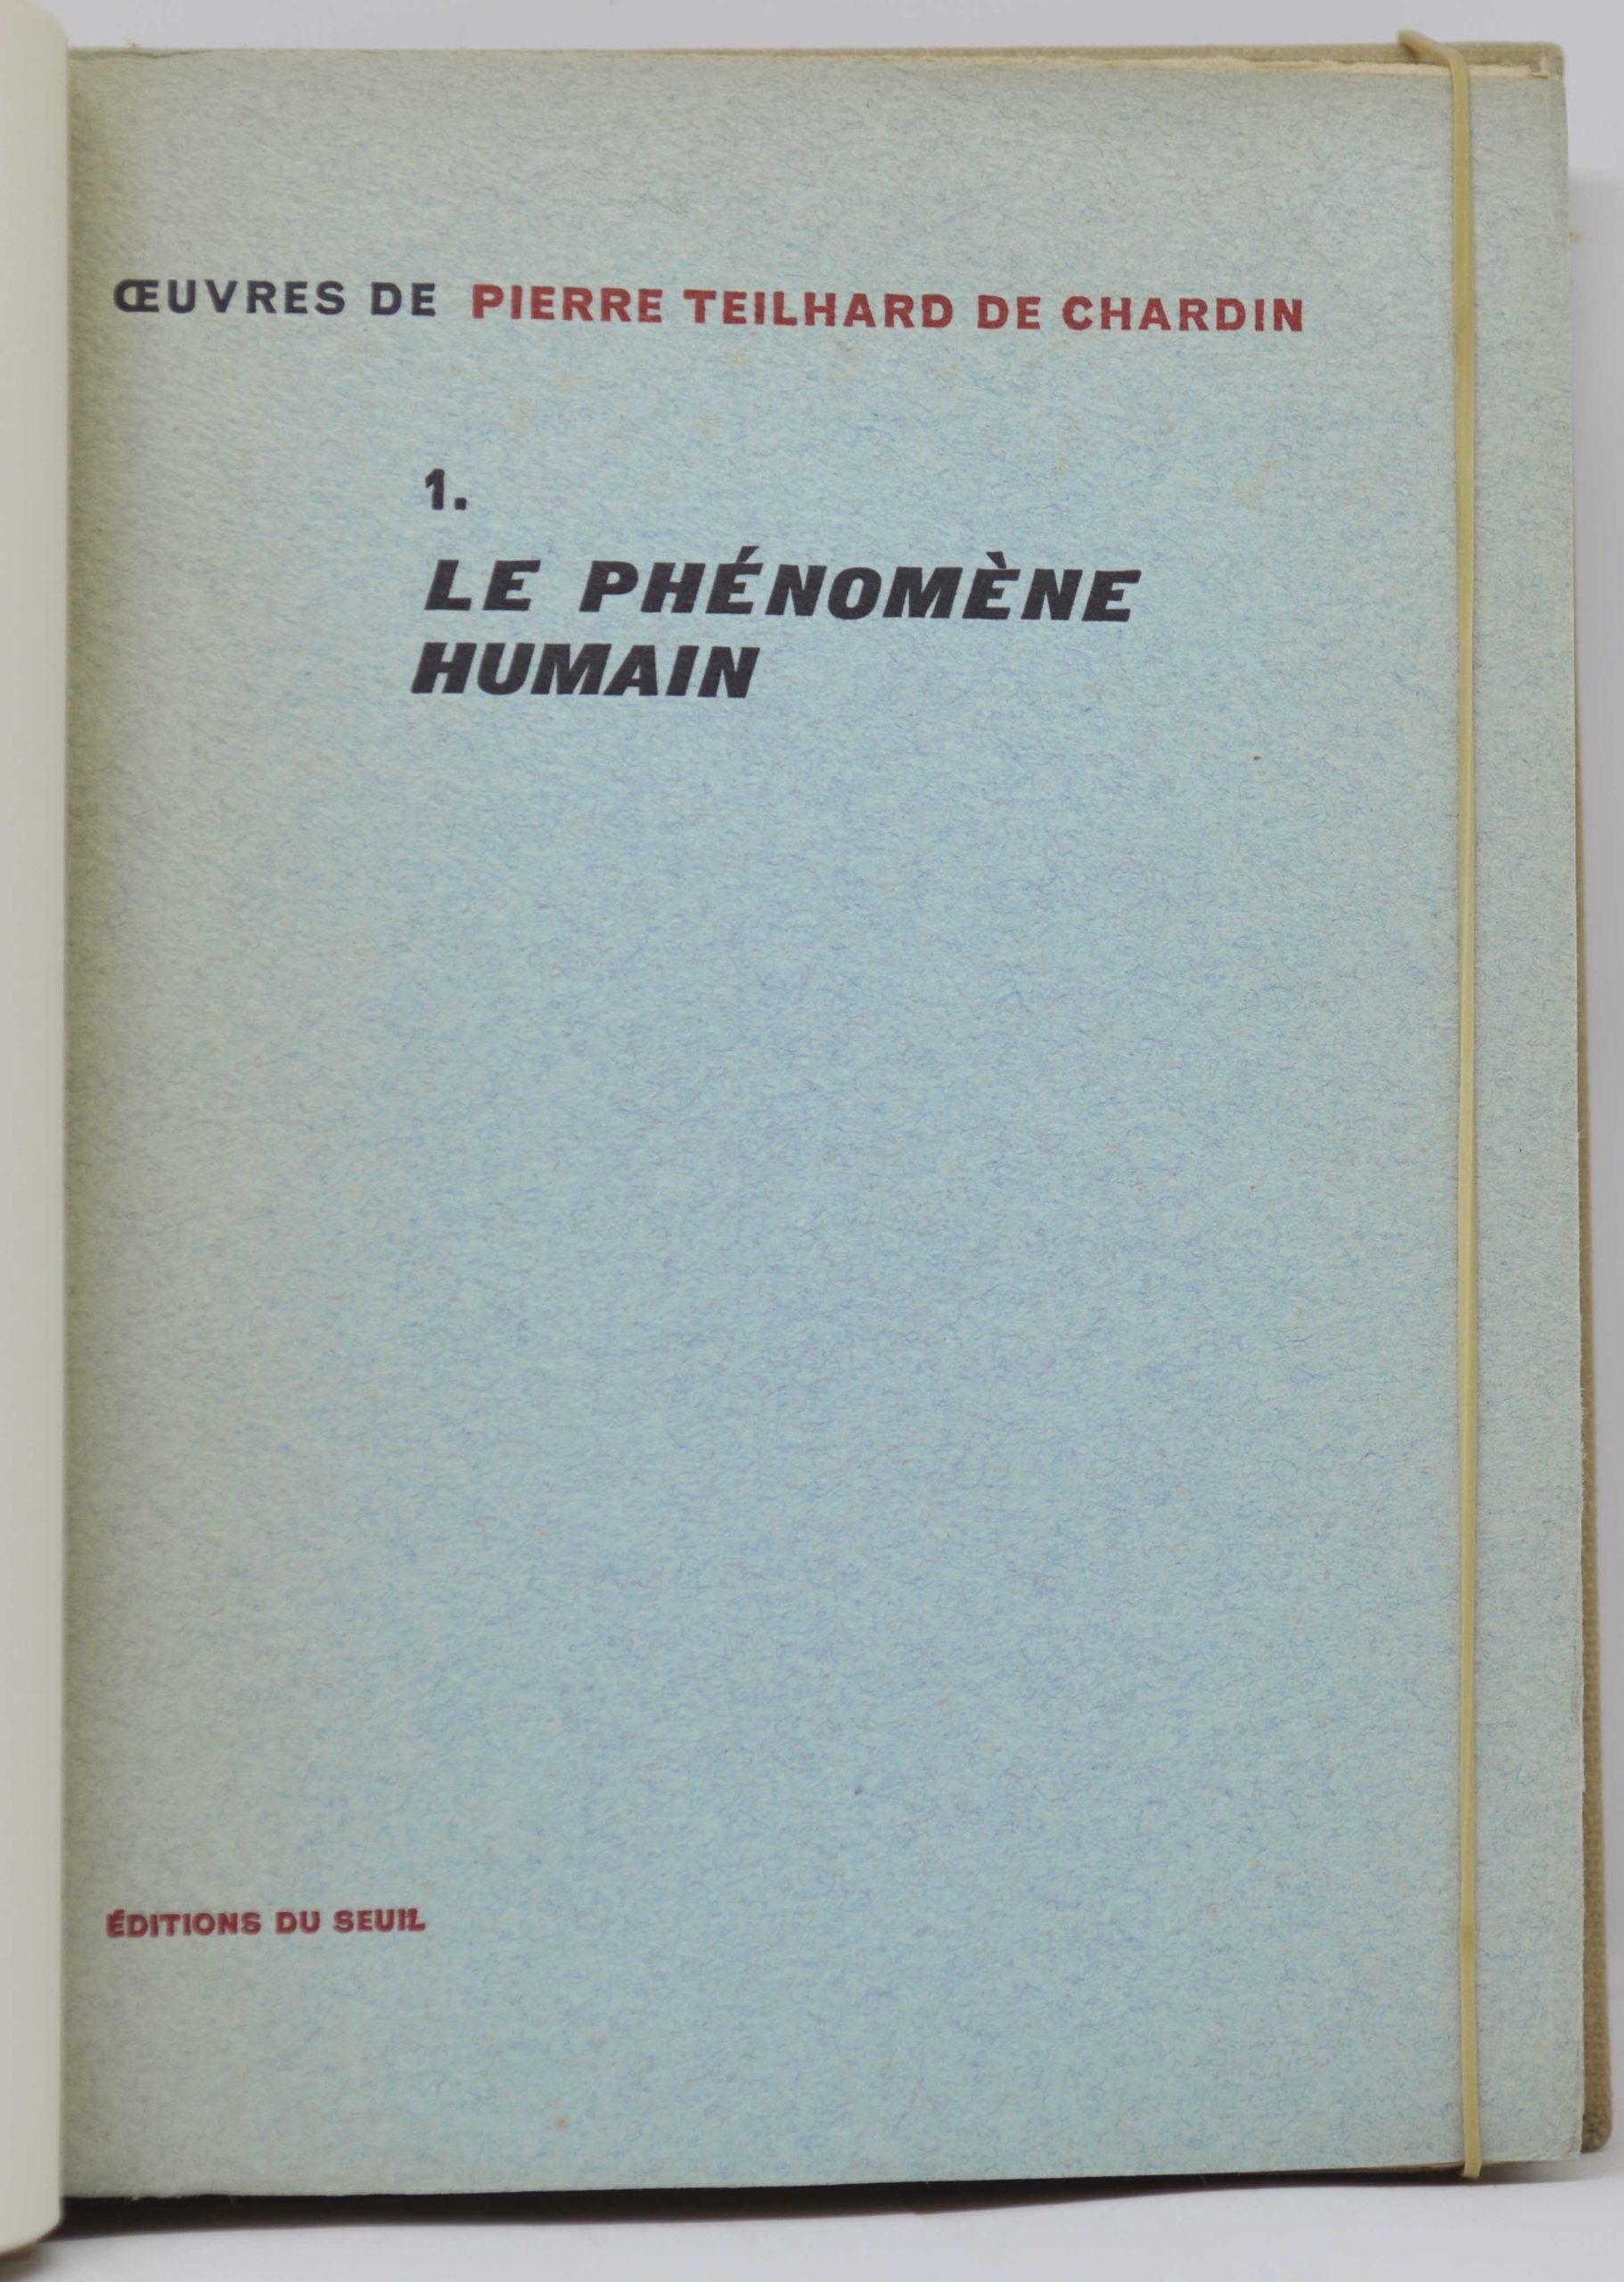 ŒUVRES DE PIERRE TEILHARD DE CHARDIN
1.
LE PHÉNOMÈNE
HUMAIN
ÉDITIONS DU SEUIL